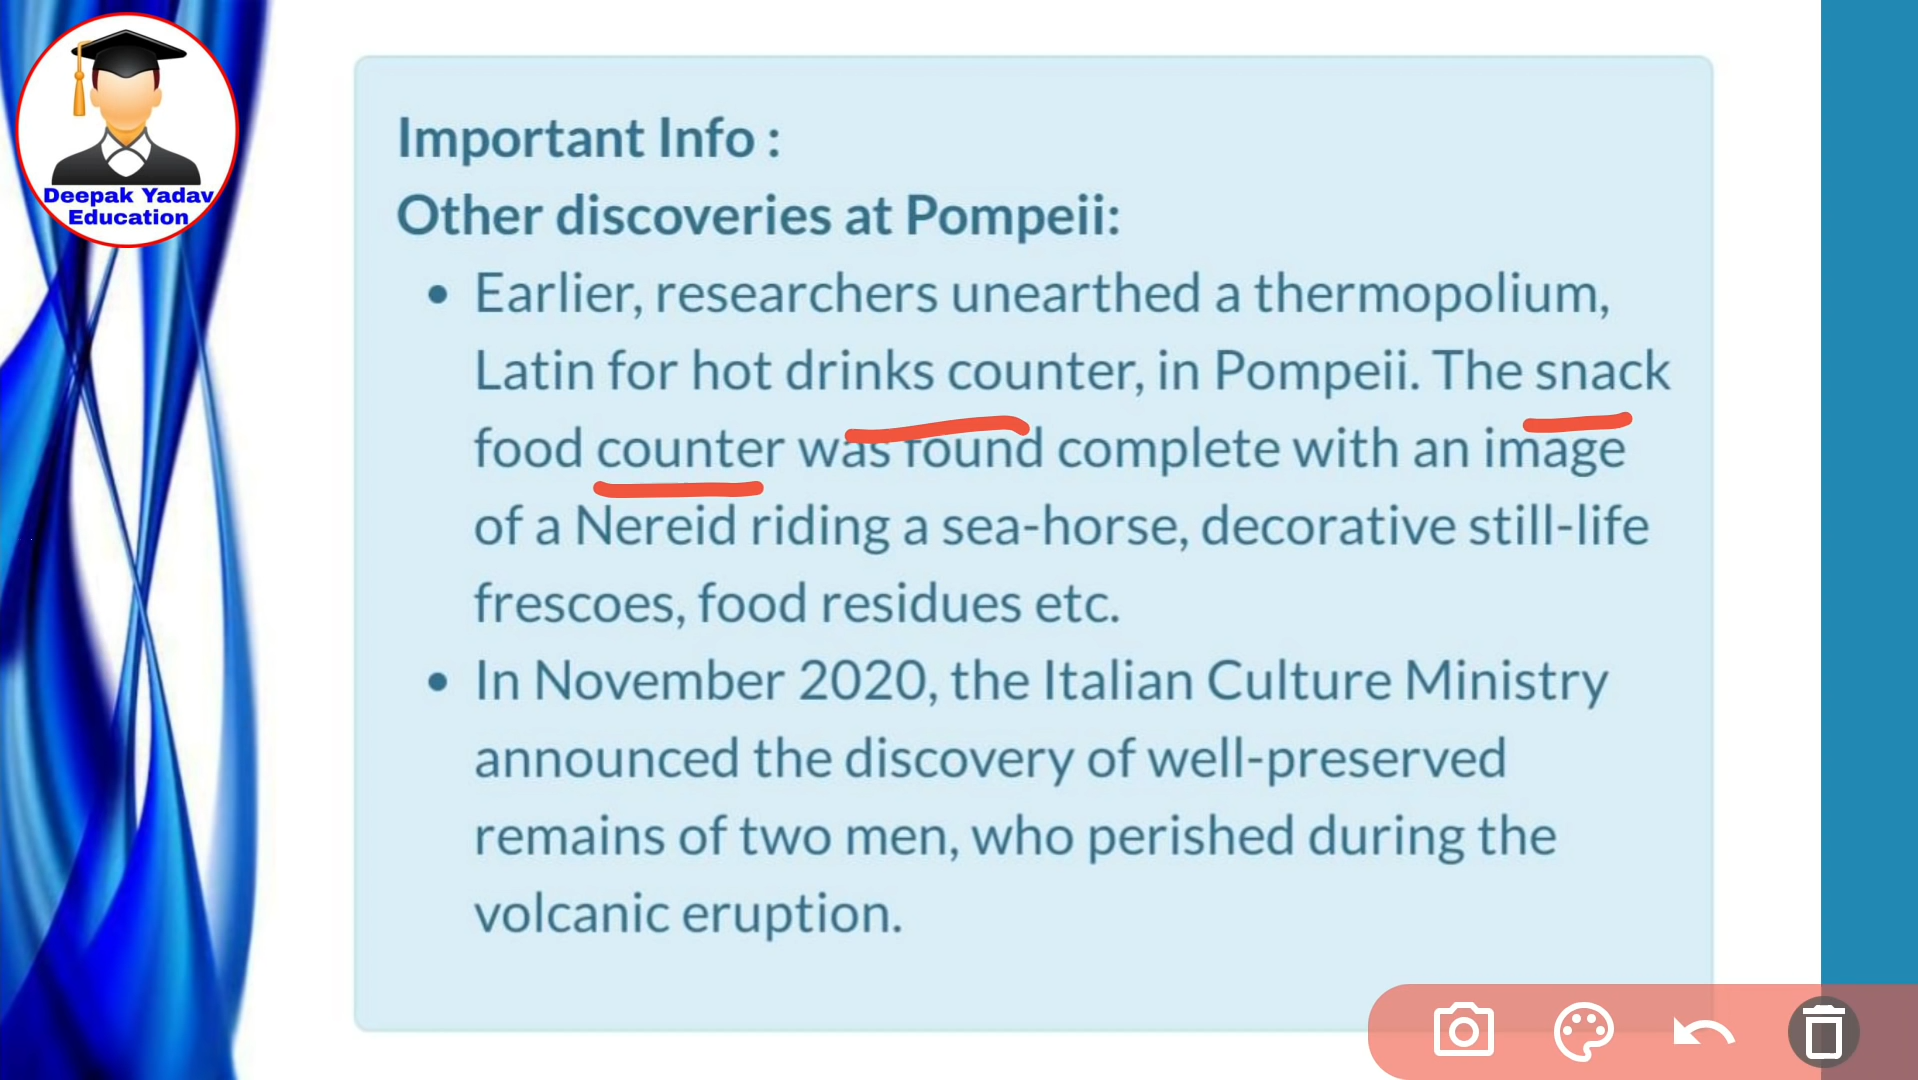 Deepak Yadav
Education
Important Info :
Other discoveries at Pompeii:
• Earlier, researchers unearthed a thermopolium,
Latin for hot drinks counter, in Pompeii. The snack
food counter was found complete with an image
of a Nereid riding a sea-horse, decorative still-life
frescoes, food residues etc.
• In November 2020, the Italian Culture Ministry
announced the discovery of well-preserved
remains of two men, who perished during the
volcanic eruption.